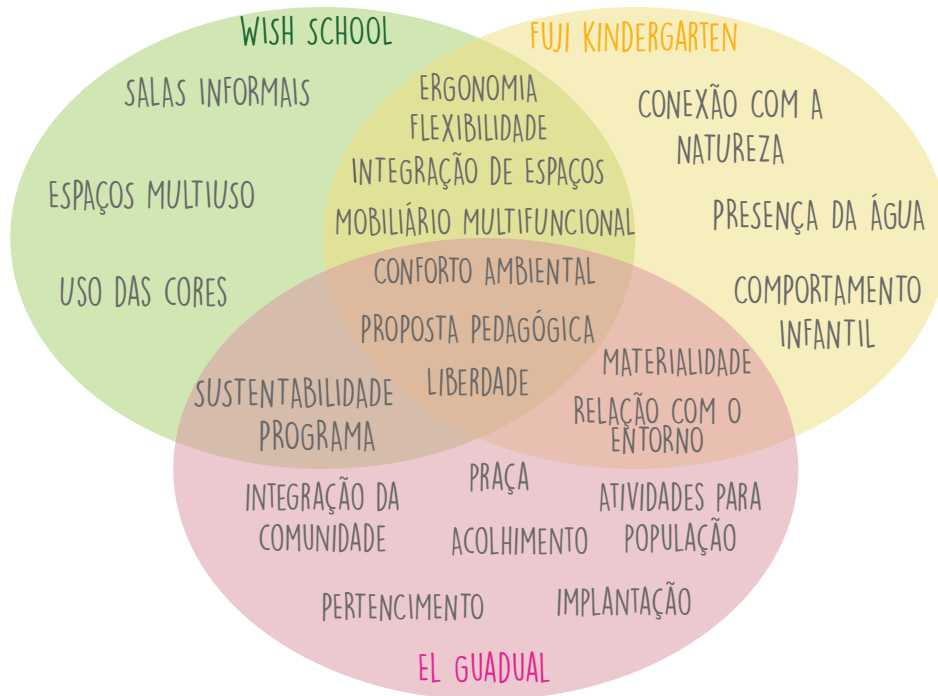 WISH SCHOOL
FUJI KINDERGARTEN
SALAS INFORMAIS
ESPAÇOS MULTIUSO
USO DAS CORES
ERGONOMIA
FLEXIBILIDADE
INTEGRAÇÃO DE ESPAÇOS
MOBILIÁRIO MULTIFUNCIONAL
CONEXÃO COM A
NATUREZA
PRESENÇA DA ÁGUA
COMPORTAMENTO
INFANTIL
CONFORTO AMBIENTAL
PROPOSTA PEDAGÓGICA
LIBERDADE
SUSTENTABILIDADE
PROGRAMA
MATERIALIDADE
RELAÇÃO COM O
ENTORNO
INTEGRAÇÃO DA
COMUNIDADE
PRAÇA
ACOLHIMENTO
ATIVIDADES PARA
POPULAÇÃO
PERTENCIMENTO
IMPLANTAÇÃO
EL GUADUAL